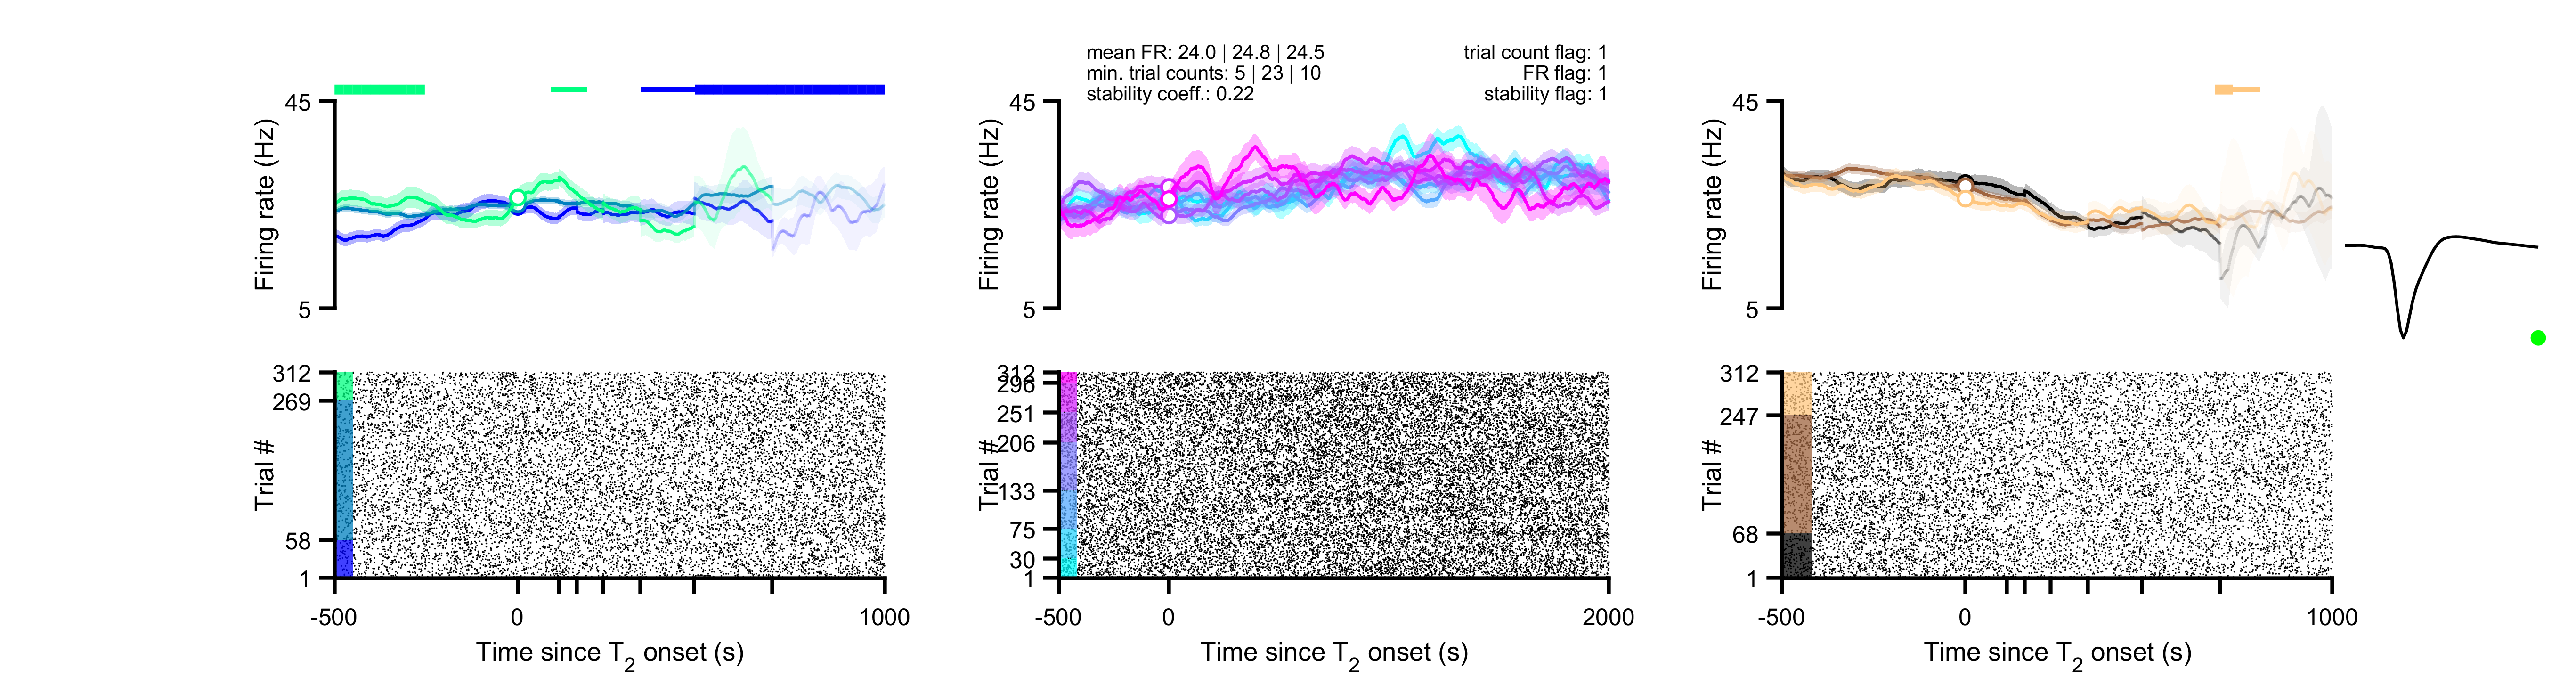 mean FR: 24.0 | 24.8 | 24.5
min. trial counts: 5 | 23 | 10
stability coeff.: 0.22
trial count flag: 1
FR flag: 1
stability flag: 1
45
Firing rate (Hz)
5
45
Firing rate (Hz)
5
45
Firing rate (Hz)
5
312
269
58
1
Trial #
-500
0
1000
Time since T2 onset (s)
312
296
251
206
133
75
30
1
Trial #
-500
0
2000
Time since T2 onset (s)
312
247
68
1
Trial #
-500
0
1000
Time since T2 onset (s)